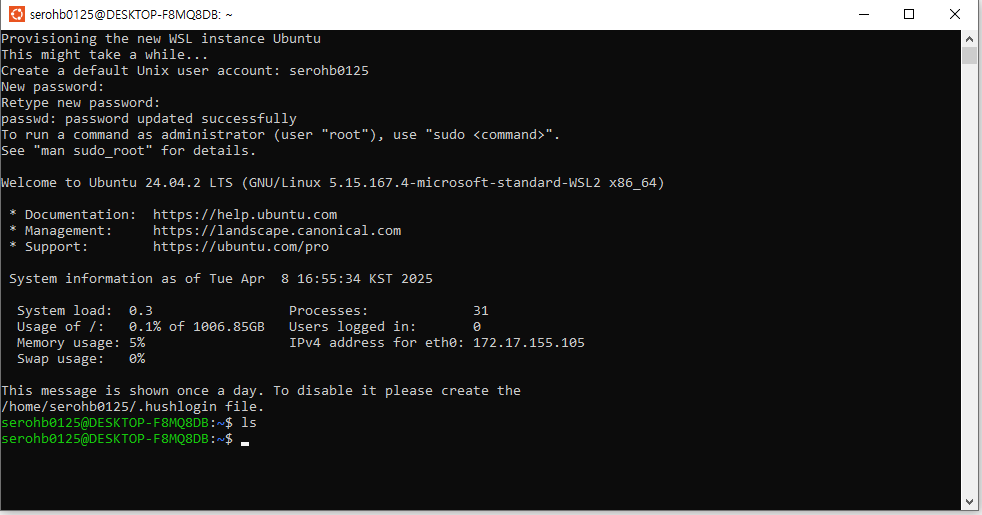 serohb0125@DESKTOP-F8MQ8DB: ~
Provisioning the new WSL instance Ubuntu
This might take a while...
Create a default Unix user account: serohb0125
New password:
Retype new password:
passwd: password updated successfully
To run a command as administrator (user "root"), use "sudo <command>".
See "man sudo_root" for details.
Welcome to Ubuntu 24.04.2 LTS (GNU/Linux 5.15.167.4-microsoft-standard-WSL2 x86_64)
* Documentation:  https://help.ubuntu.com
* Management:     https://landscape.canonical.com
* Support:        https://ubuntu.com/pro
System information as of Tue Apr  8 16:55:34 KST 2025
System load:  0.3                 Processes:             31
Usage of /:   0.1% of 1006.85GB   Users logged in:       0
Memory usage: 5%                  IPv4 address for eth0: 172.17.155.105
Swap usage:   0%
This message is shown once a day. To disable it please create the
/home/serohb0125/.hushlogin file.
serohb0125@DESKTOP-F8MQ8DB:~$ ls
serohb0125@DESKTOP-F8MQ8DB:~$